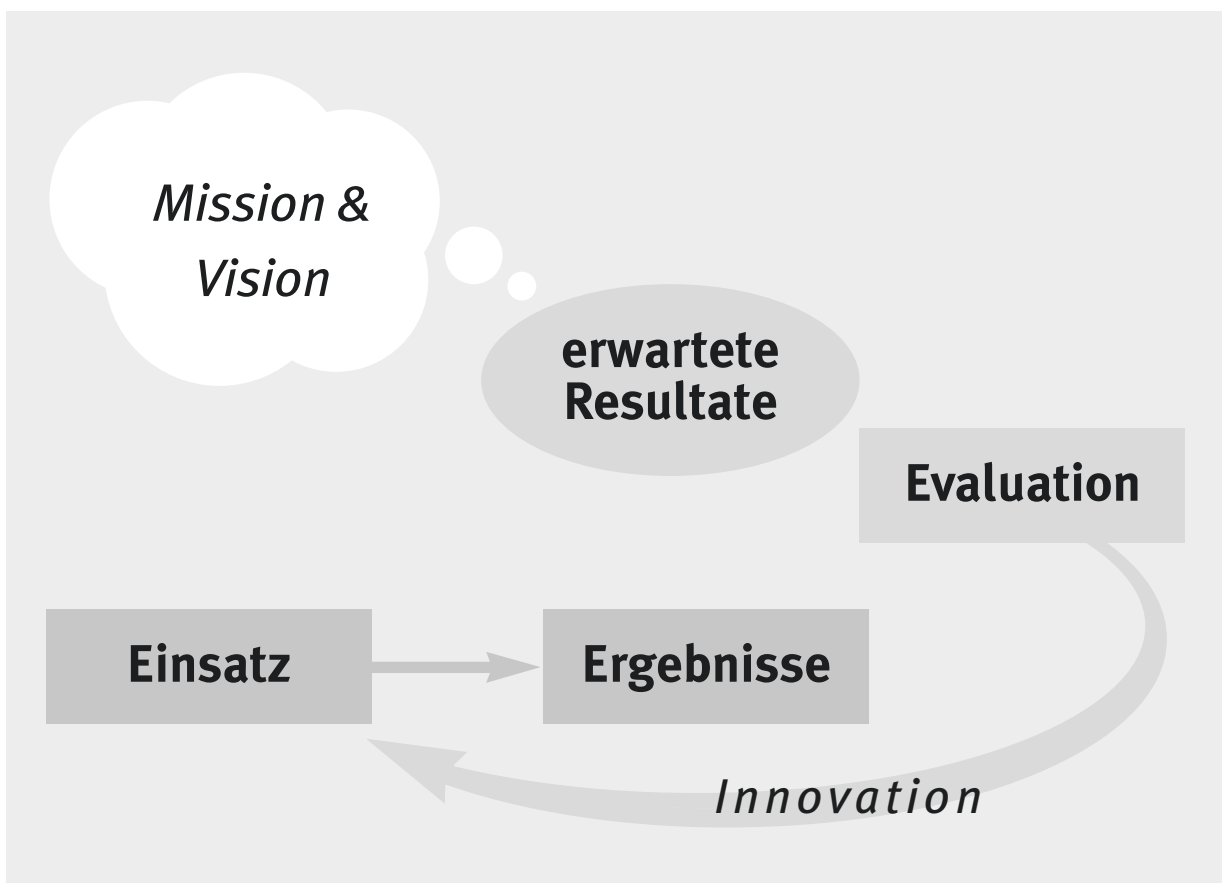 Mission &
Vision
erwartete
Resultate
Evaluation
Einsatz
Ergebnisse
Innovation